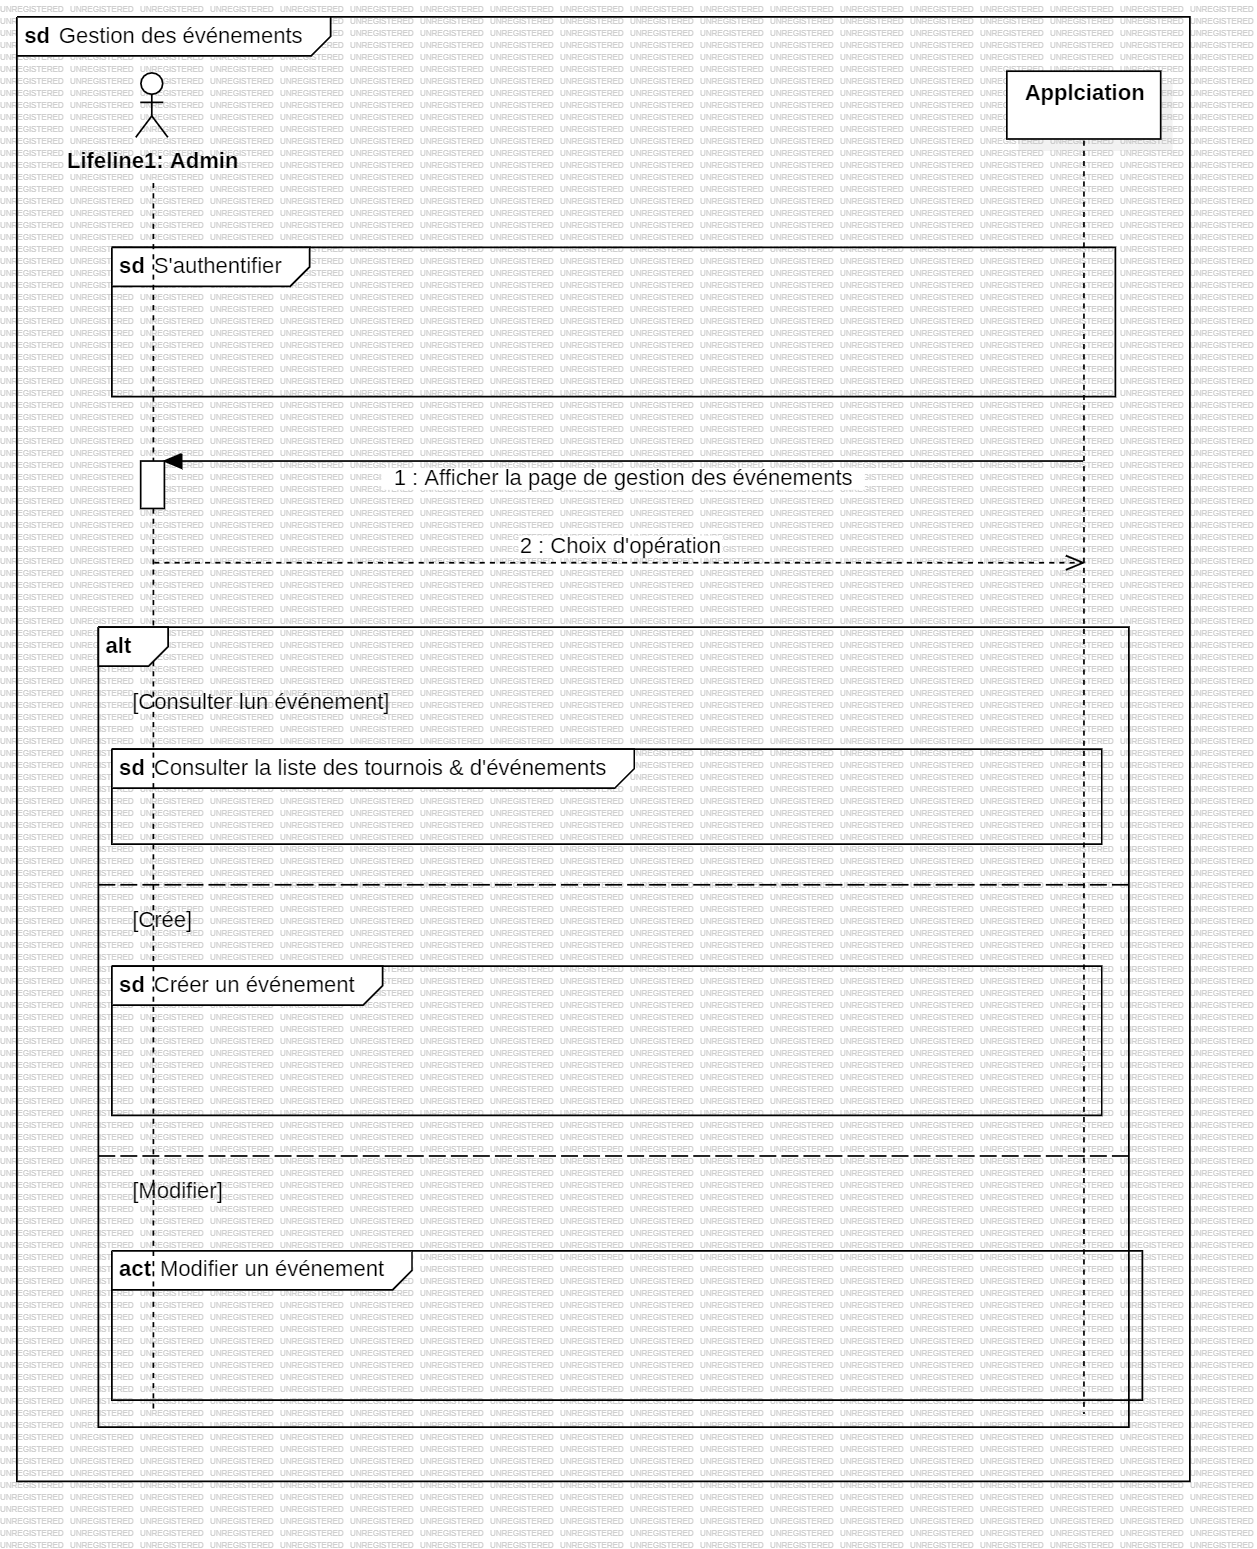 sd Gestion des événements
Applciation
Lifeline1: Admin
sd S'authentifier
1 : Afficher la page de gestion des événements
2 : Choix d'opération
alt
[Consulter lun événement]
sd Consulter la liste des tournois & d'événements
[Crée]
sd Créer un événement
[Modifier]
act Modifier un événement
UNREGISTERED